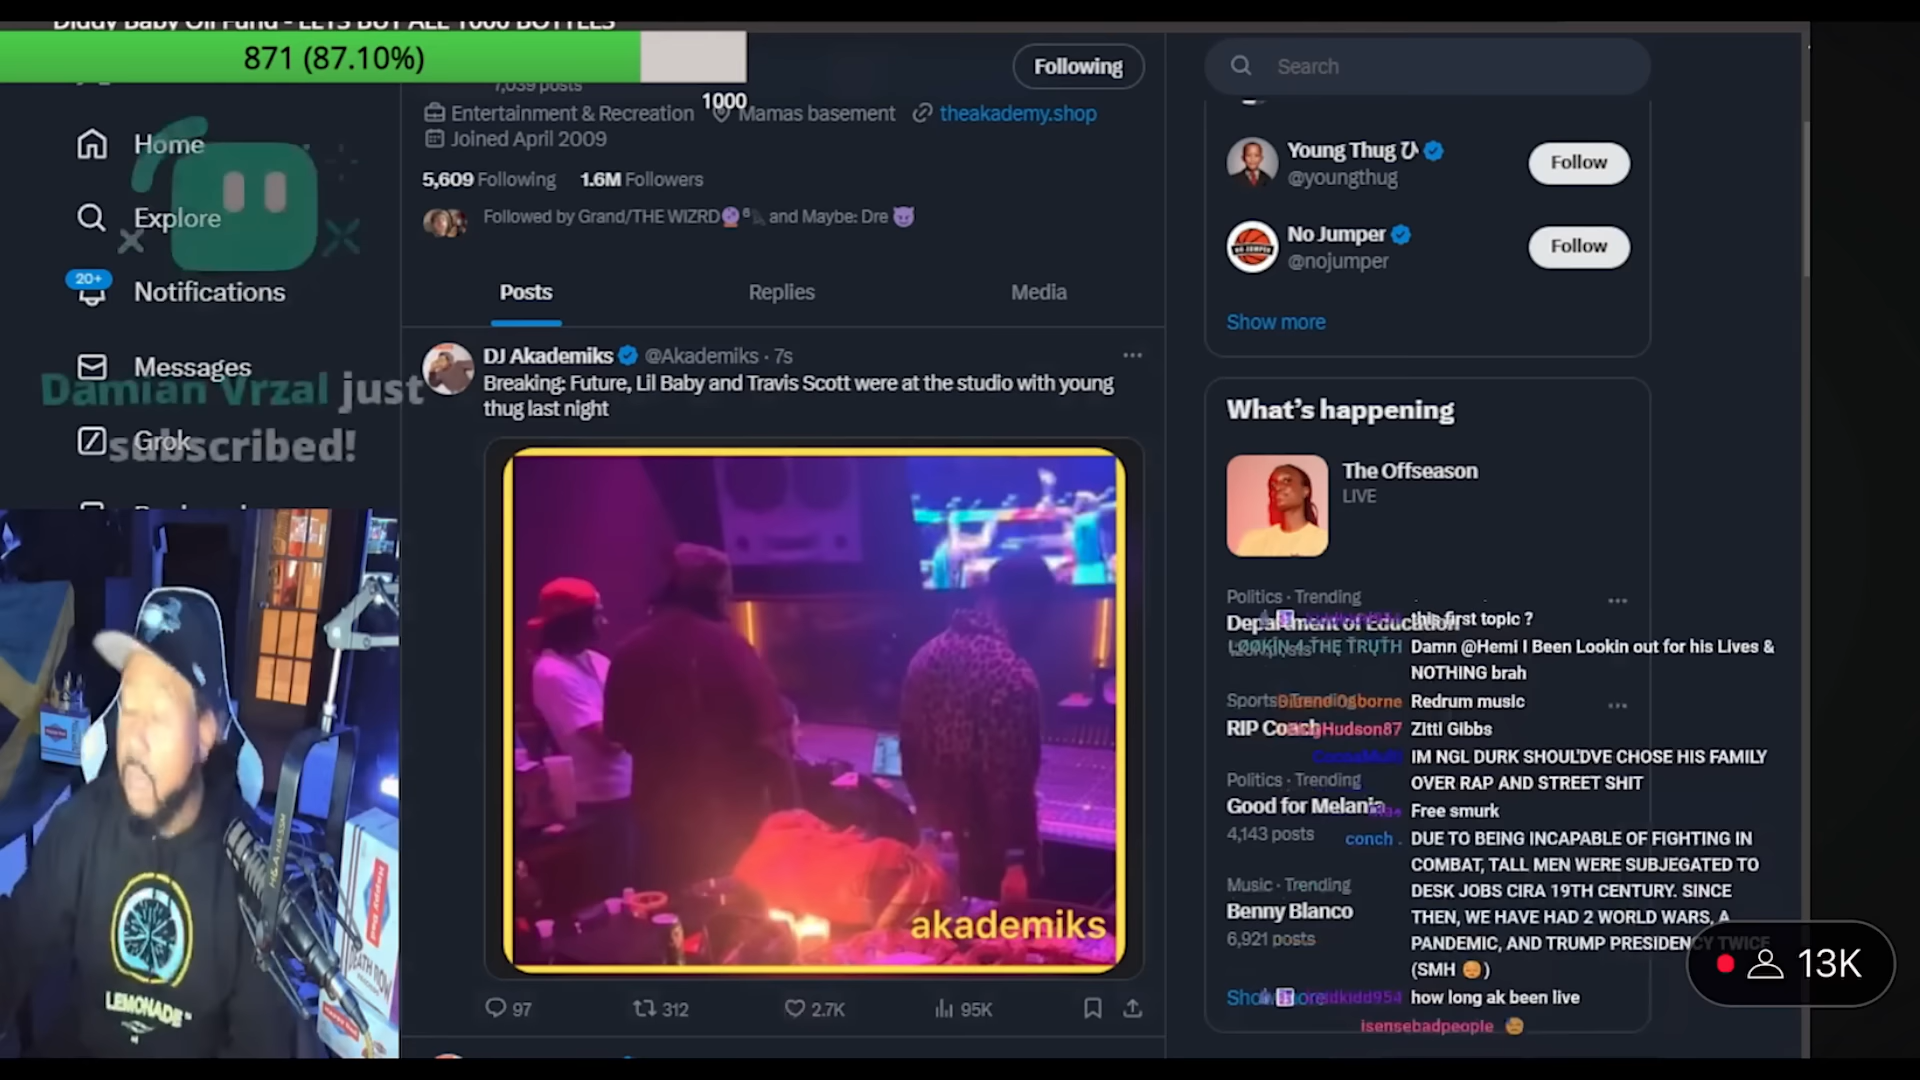 Diddy Baby Oil Fund - LETS BUY ALL 1000 BOTTLES
871 (87.10%)
1000
7,039 posts
Following
Entertainment & Recreation
Mamas basement
theakademy.shop
Joined April 2009
5,609 Following
1.6M Followers
Followed by Grand/THE WIZRD🔮⁶ and Maybe: Dre 😈
Posts
Replies
Media
Home
Explore
20+
Notifications
Messages
Grok
Damian Vrzal just
subscribed!
DJ Akademiks @Akademiks · 7s
Breaking: Future, Lil Baby and Travis Scott were at the studio with young
thug last night
akademiks
97
312
2.7K
95K
LEMONADE
Search
Young Thug ひ
@youngthug
Follow
No Jumper
@nojumper
Follow
Show more
What's happening
The Offseason
LIVE
Politics · Trending
Department of Education
Sports · Trending
RIP Coach
Politics · Trending
Good for Melania
4,143 posts
Music · Trending
Benny Blanco
6,921 posts
Show more
this first topic ?
LOOKIN 4 THE TRUTH Damn @Hemi I Been Lookin out for his Lives &
NOTHING brah
Redrum music
Zitti Gibbs
IM NGL DURK SHOUL'DVE CHOSE HIS FAMILY
OVER RAP AND STREET SHIT
Free smurk
conch . DUE TO BEING INCAPABLE OF FIGHTING IN
COMBAT, TALL MEN WERE SUBJEGATED TO
DESK JOBS CIRA 19TH CENTURY. SINCE
THEN, WE HAVE HAD 2 WORLD WARS, A
PANDEMIC, AND TRUMP PRESIDENCY TWICE
(SMH 😔)
how long ak been live
isensebadpeople
13K